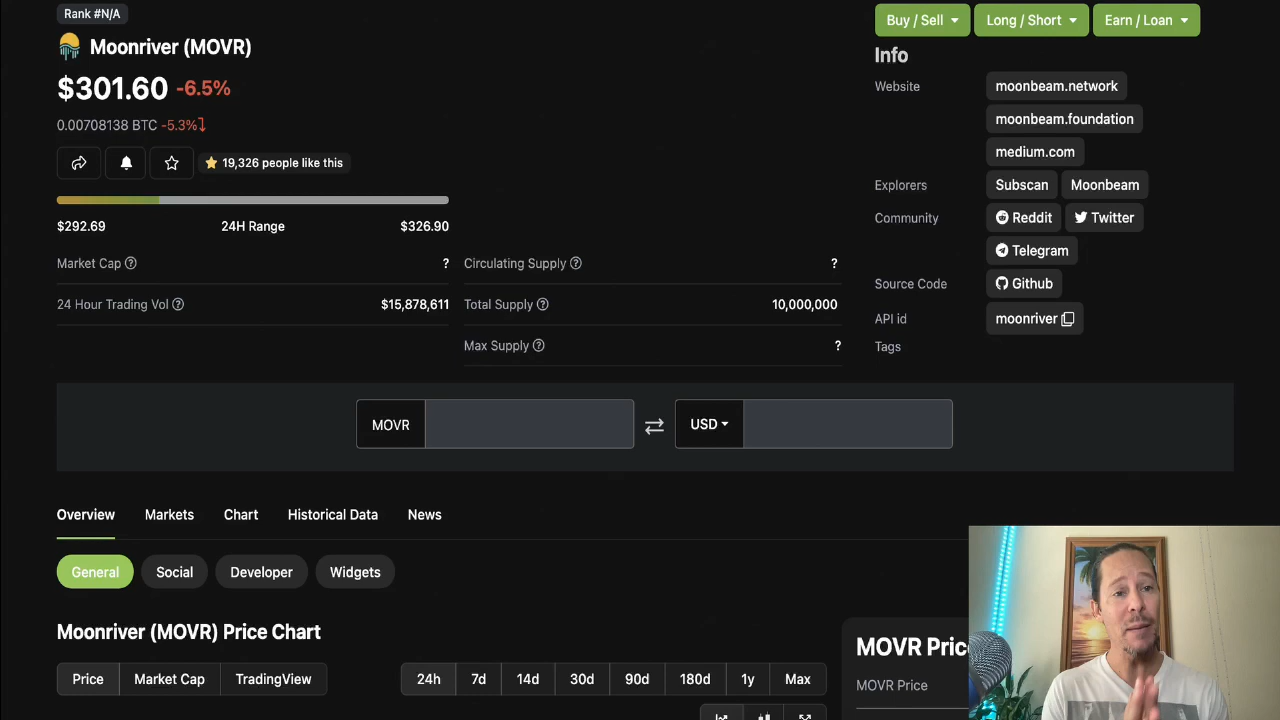 Rank #N/A
Moonriver (MOVR)
$301.60 -6.5%
0.00708138 BTC -5.3%
19,326 people like this
$292.69 24H Range $326.90
Market Cap ?
24 Hour Trading Vol $15,878,611
Circulating Supply ?
Total Supply 10,000,000
Max Supply ?
Buy / Sell Long / Short Earn / Loan
Info
Website moonbeam.network
moonbeam.foundation
medium.com
Explorers Subscan Moonbeam
Community Reddit Twitter
Telegram
Source Code Github
API id moonriver
Tags
MOVR USD
Overview Markets Chart Historical Data News
General Social Developer Widgets
Moonriver (MOVR) Price Chart
Price Market Cap TradingView 24h 7d 14d 30d 90d 180d 1y Max
MOVR Pric
MOVR Price